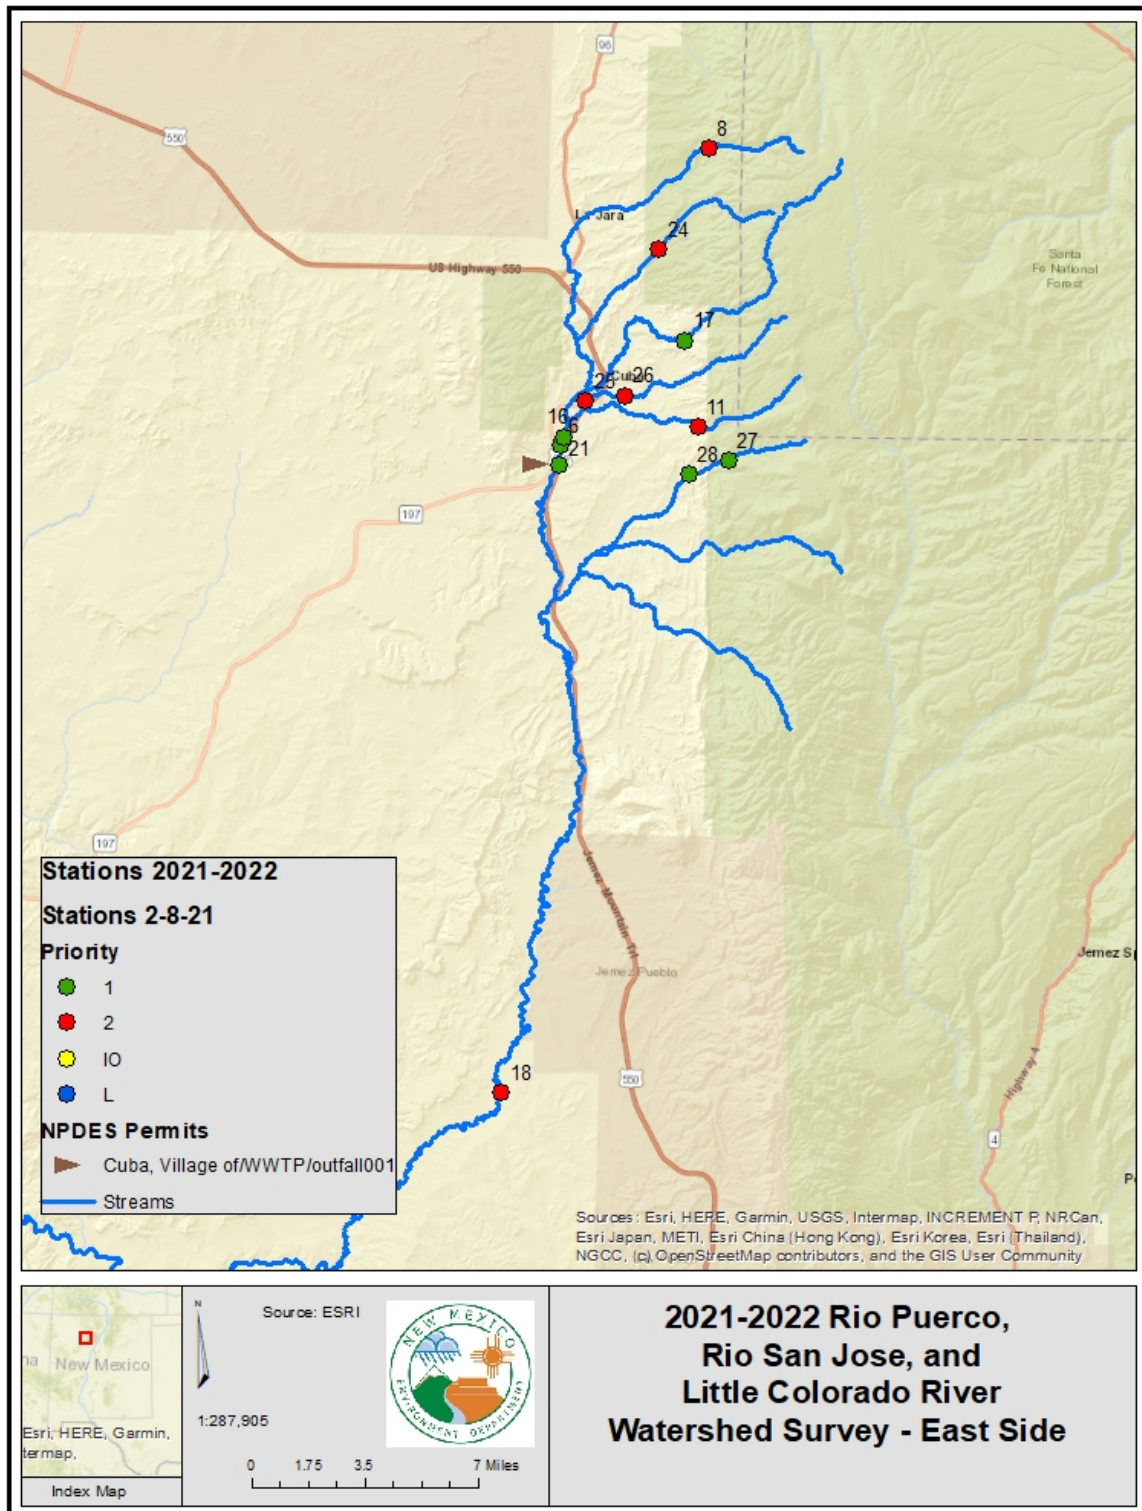 96
550
8
La Jara
24
US Highway 550
Santa
Fe National
Forest
17
Cuba
26
25
11
16
6
21
27
28
197
197
Jemez Mountain Trl
Jemez Pueblo
Jemez S
Highway 4
18
550
4
Stations 2021-2022
Stations 2-8-21
Priority
1
2
IO
L
NPDES Permits
Cuba, Village of/WWTP/outfall001
Streams
Sources: Esri, HERE, Garmin, USGS, Intermap, INCREMENT P, NRCan,
Esri Japan, METI, Esri China (Hong Kong), Esri Korea, Esri (Thailand),
NGCC, (c) OpenStreetMap contributors, and the GIS User Community
New Mexico
Esri, HERE, Garmin,
termap,
Index Map
N
Source: ESRI
1:287,905
NEW MEXICO
ENVIRONMENT DEPARTMENT
0 1.75 3.5 7 Miles
2021-2022 Rio Puerco,
Rio San Jose, and
Little Colorado River
Watershed Survey - East Side